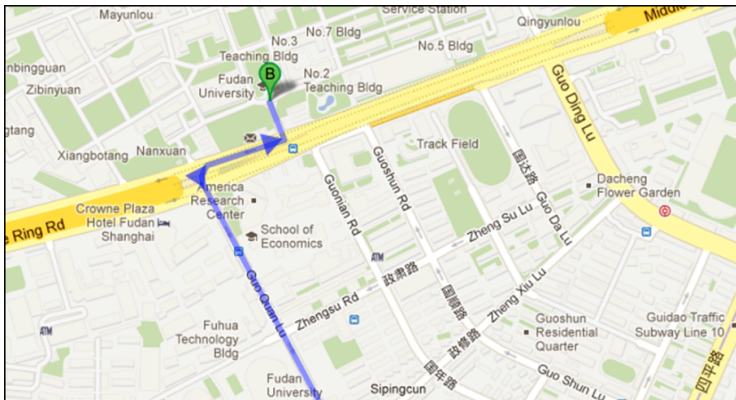 Mayunlou
Service Station
Qingyunlou
Middle
No.7 Bldg
No.3
Teaching Bldg
No.5 Bldg
nbingguan
B
Fudan
University
No.2
Teaching Bldg
Guo Ding Lu
Zibinyuan
gtang
Xiangbotang
Nanxuan
Track Field
国达路
Guo Da Lu
Guonian Rd
Guoshun Rd
Dacheng
Flower Garden
America
Research
Center
Crowne Plaza
Hotel Fudan
Shanghai
e Ring Rd
School of
Economics
Zheng Su Lu
政肃路
ATM
Guo Quan Lu
Zhengsu Rd
国顺路
Zheng Xiu Lu
政修路
ATM
Fuhua
Technology
Bldg
Guoshun
Residential
Quarter
Guidao Traffic
Subway Line 10
四平路
Fudan
University
Sipingcun
国年路
Guo Shun Lu